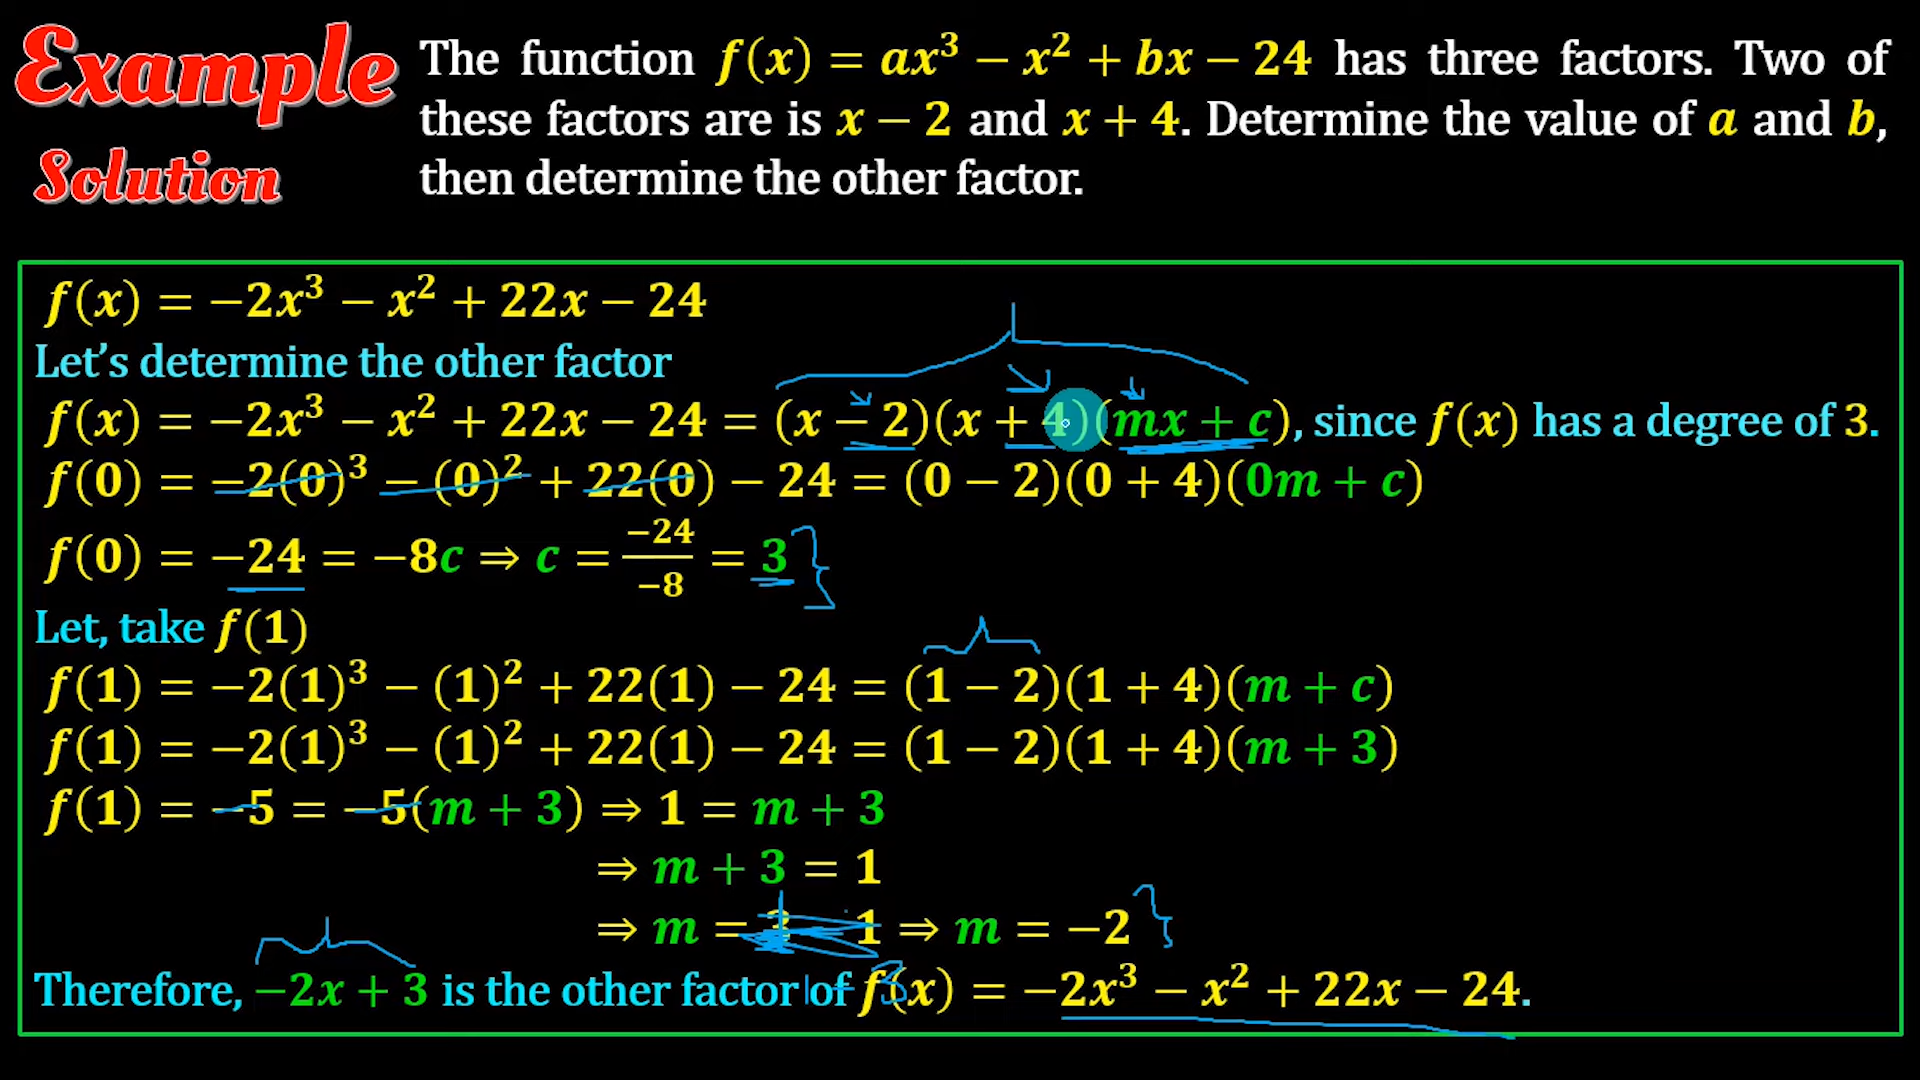 Example
Solution
The function f(x) = ax³ − x² + bx − 24 has three factors. Two of
these factors are is x − 2 and x + 4. Determine the value of a and b,
then determine the other factor.
f(x) = −2x³ − x² + 22x − 24
Let’s determine the other factor
f(x) = −2x³ − x² + 22x − 24 = (x − 2)(x + 4)(mx + c), since f(x) has a degree of 3.
f(0) = −2(0)³ − (0)² + 22(0) − 24 = (0 − 2)(0 + 4)(0m + c)
f(0) = −24 = −8c ⇒ c = −24/−8 = 3
Let, take f(1)
f(1) = −2(1)³ − (1)² + 22(1) − 24 = (1 − 2)(1 + 4)(m + c)
f(1) = −2(1)³ − (1)² + 22(1) − 24 = (1 − 2)(1 + 4)(m + 3)
f(1) = −5 = −5(m + 3) ⇒ 1 = m + 3
⇒ m + 3 = 1
⇒ m = 3 1 ⇒ m = −2
1−3
Therefore, −2x + 3 is the other factor of f(x) = −2x³ − x² + 22x − 24.